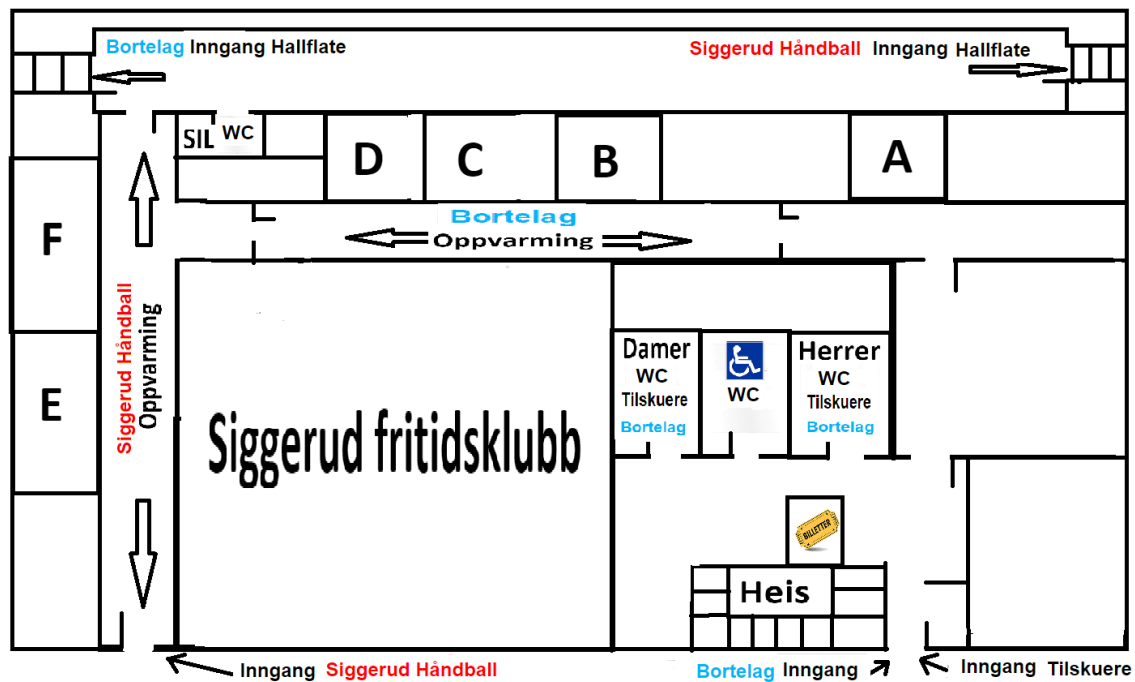 Bortelag Inngang Hallflate
Siggerud Håndball Inngang Hallflate
SIL WC
D
C
B
A
Bortelag
Oppvarming
F
E
Siggerud Håndball
Oppvarming
Siggerud fritidsklubb
Damer
WC
Tilskuere
Bortelag
WC
Herrer
WC
Tilskuere
Bortelag
BILLETTER
Heis
Inngang Siggerud Håndball
Bortelag Inngang
Inngang Tilskuere